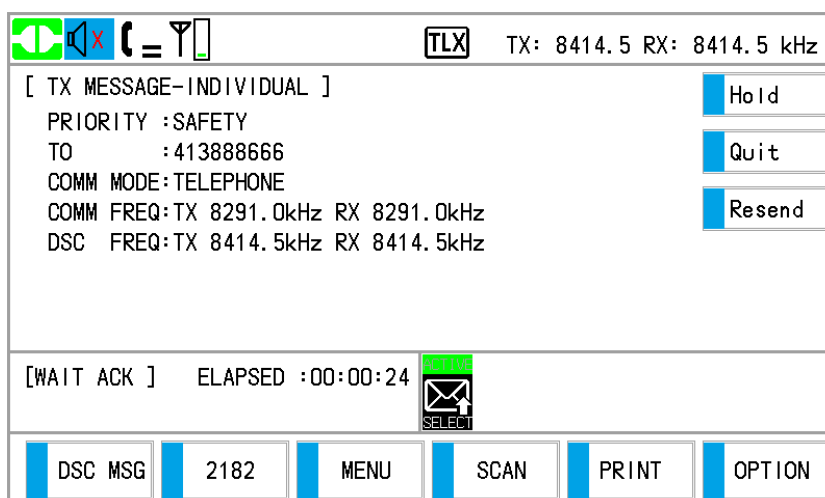 TLX TX: 8414.5 RX: 8414.5 kHz
[ TX MESSAGE-INDIVIDUAL ]
PRIORITY :SAFETY
TO :413888666
COMM MODE:TELEPHONE
COMM FREQ:TX 8291.0kHz RX 8291.0kHz
DSC FREQ:TX 8414.5kHz RX 8414.5kHz
Hold
Quit
Resend
[WAIT ACK ] ELAPSED :00:00:24
ACTIVE
SELECT
DSC MSG 2182 MENU SCAN PRINT OPTION